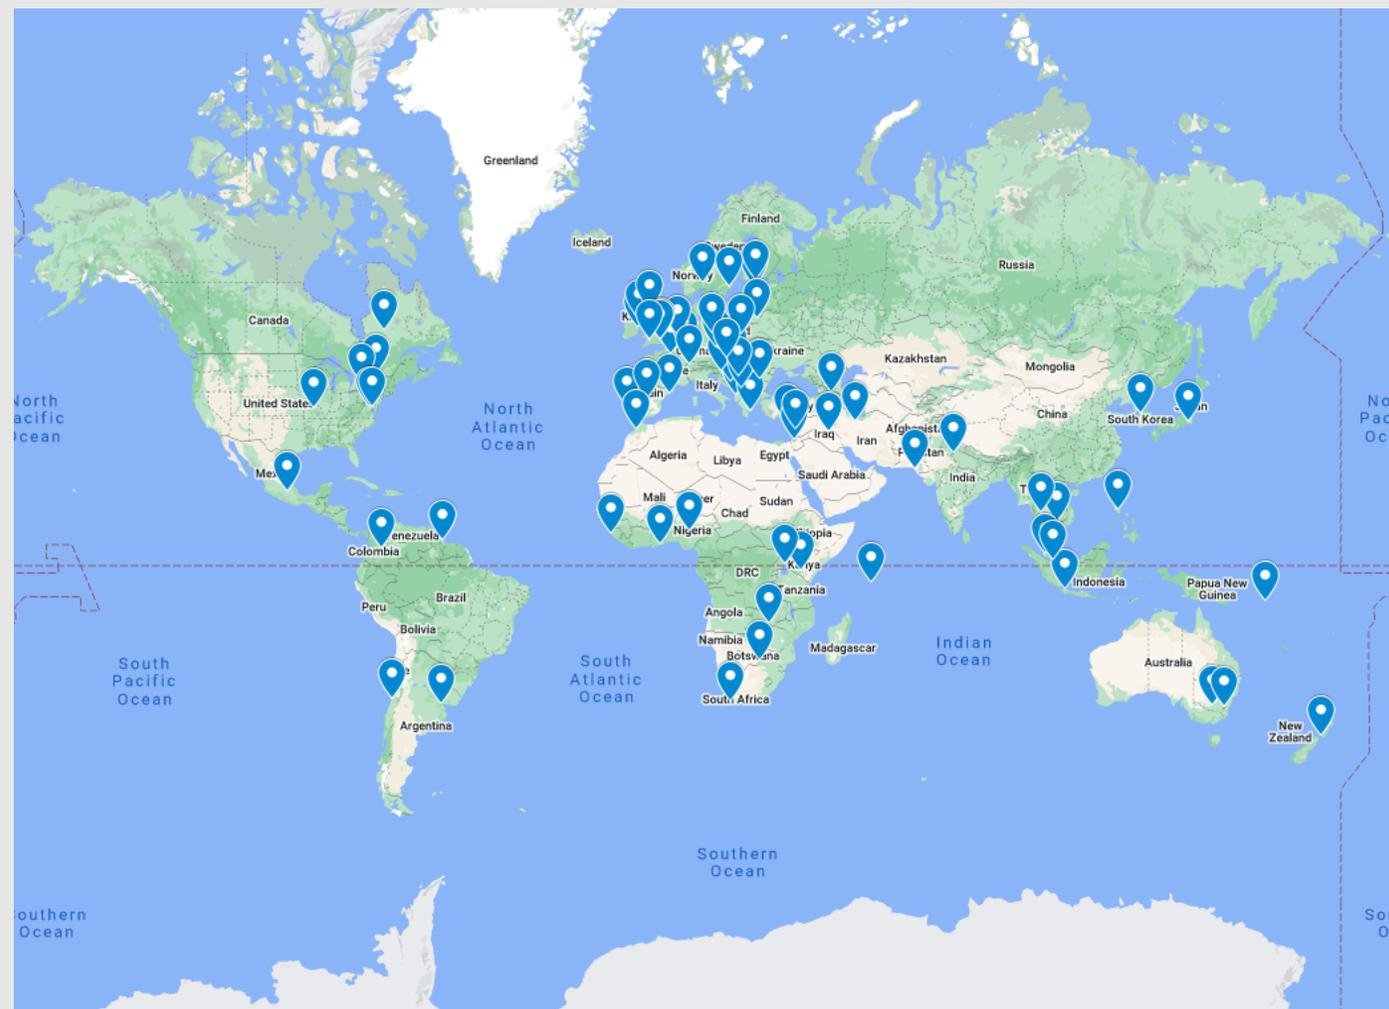 Greenland
Finland
Iceland
Sweden
Russia
Canada
Kazakhstan
Mongolia
Italy
United States
North
Atlantic
Ocean
China
South Korea
Iraq
Iran
Algeria
Libya
Egypt
Saudi Arabia
India
Mali
Chad
Sudan
Nigeria
Colombia
DRC
Indonesia
Papua New
Guinea
Tanzania
Peru
Brazil
Angola
Bolivia
Namibia
Botswana
Madagascar
Indian
Ocean
South
Pacific
Ocean
South
Atlantic
Ocean
Australia
South Africa
Argentina
New
Zealand
Southern
Ocean
Ocean